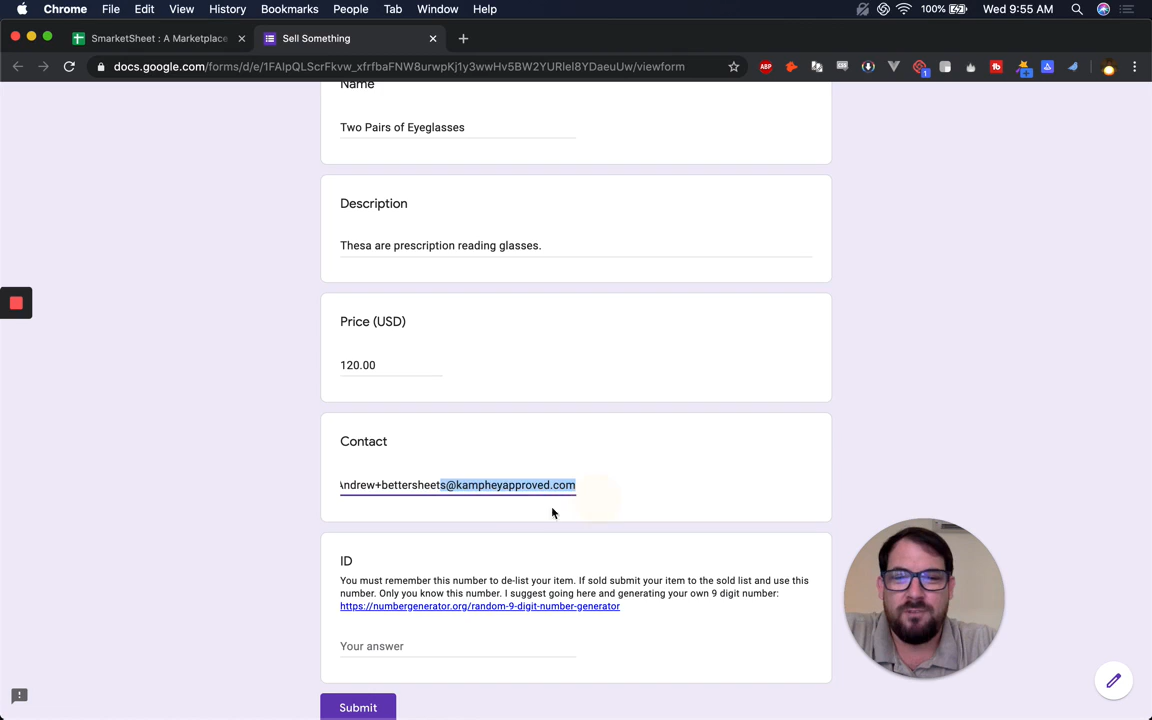 Chrome File Edit View History Bookmarks People Tab Window Help 100% Wed 9:55 AM
SmarketSheet : A Marketplace Sell Something
docs.google.com/forms/d/e/1FAIpQLScrFkvw_xfrfbaFNW8urwpKj1y3wwHv5BW2YURIeI8YDaeuUw/viewform ABP 1 tb
Name
Two Pairs of Eyeglasses
Description
Thesa are prescription reading glasses.
Price (USD)
120.00
Contact
Andrew+bettersheets@kampheyapproved.com
ID
You must remember this number to de-list your item. If sold submit your item to the sold list and use this
number. Only you know this number. I suggest going here and generating your own 9 digit number:
https://numbergenerator.org/random-9-digit-number-generator
Your answer
Submit